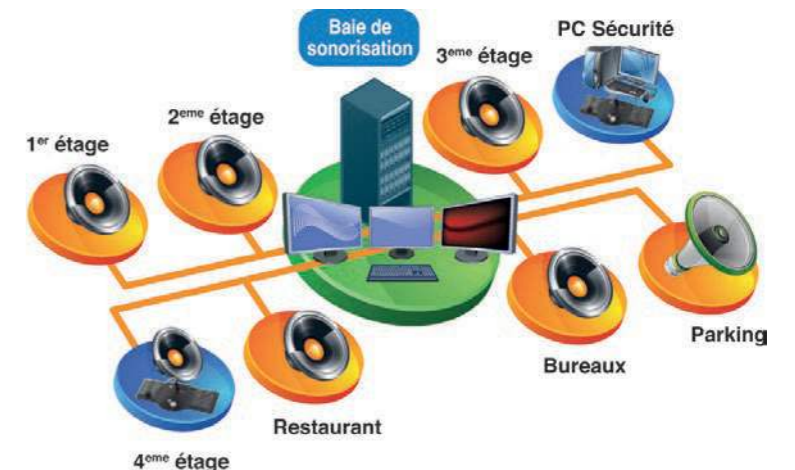 Baie de
sonorisation
PC Sécurité
3eme étage
2eme étage
1er étage
Parking
Bureaux
Restaurant
4eme étage